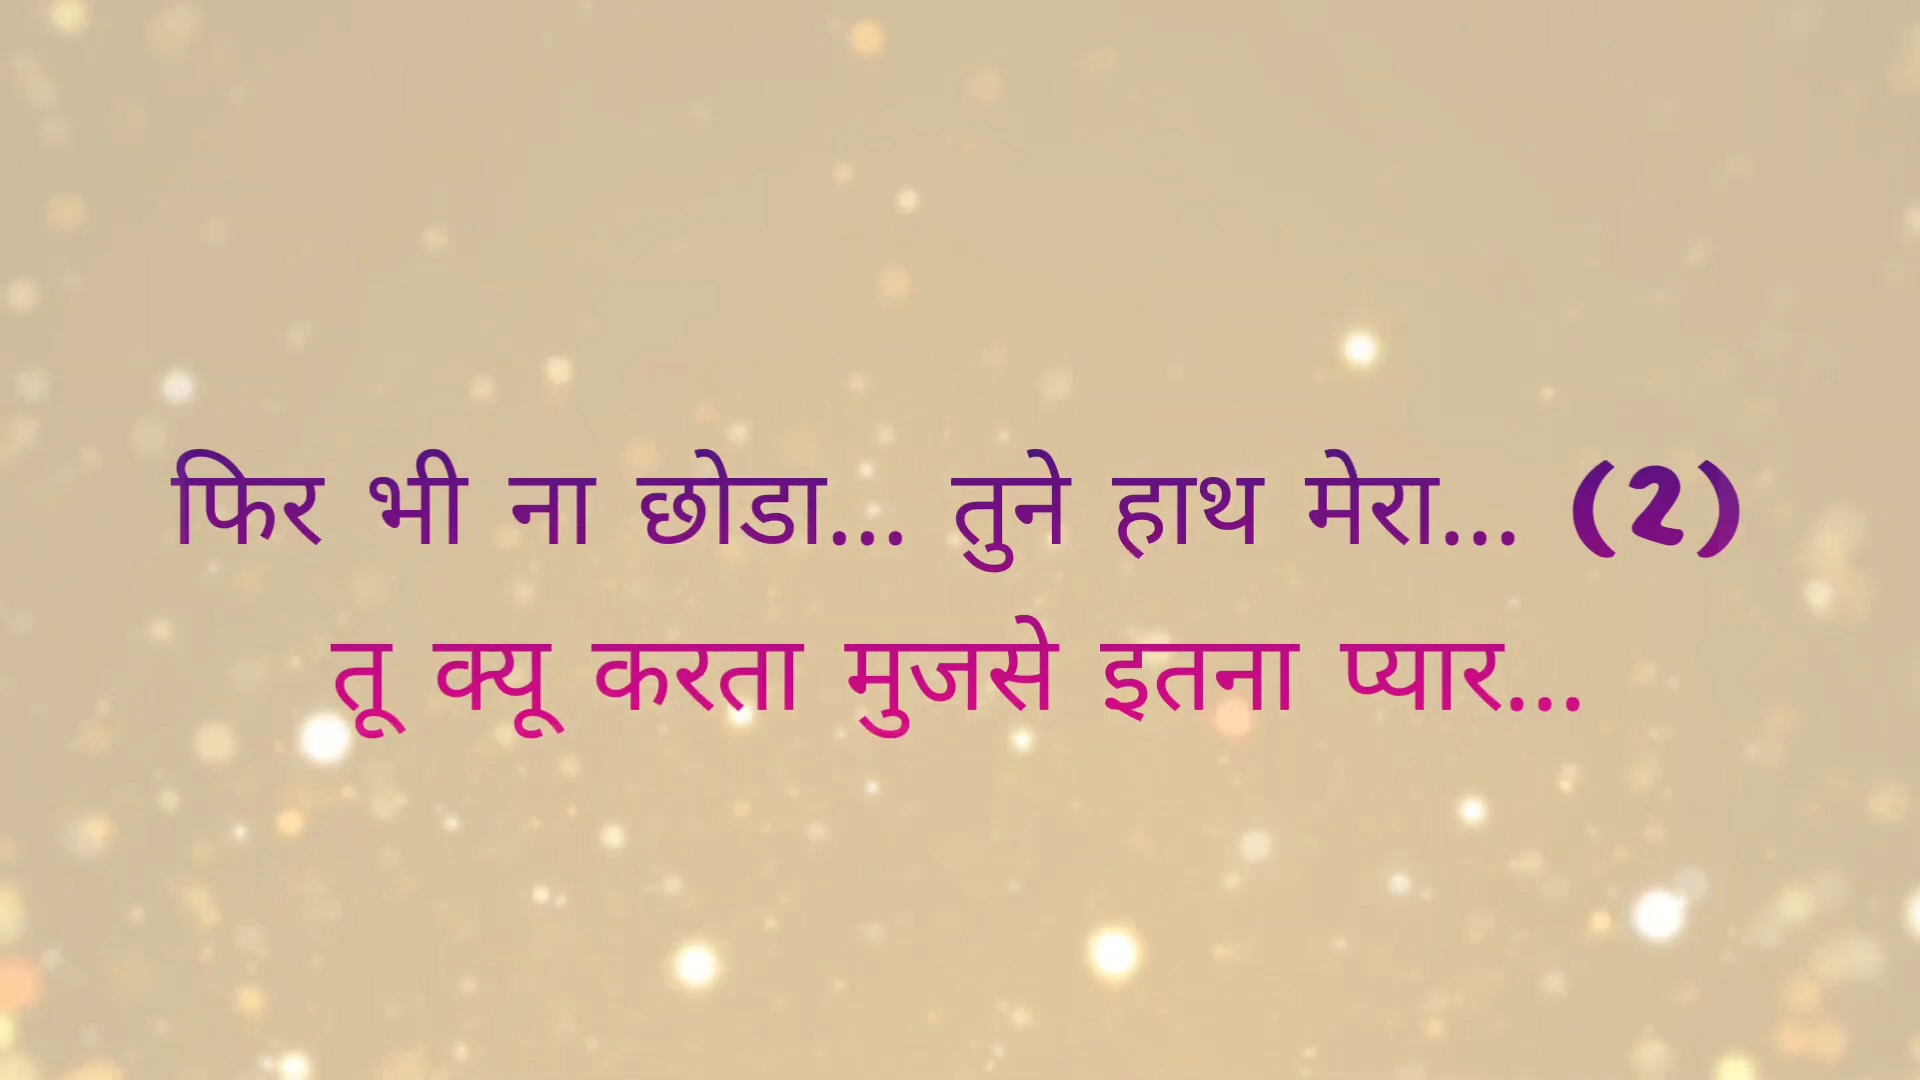 फिर भी ना छोडा... तुने हाथ मेरा... (2)
तू क्यू करता मुजसे इतना प्यार...